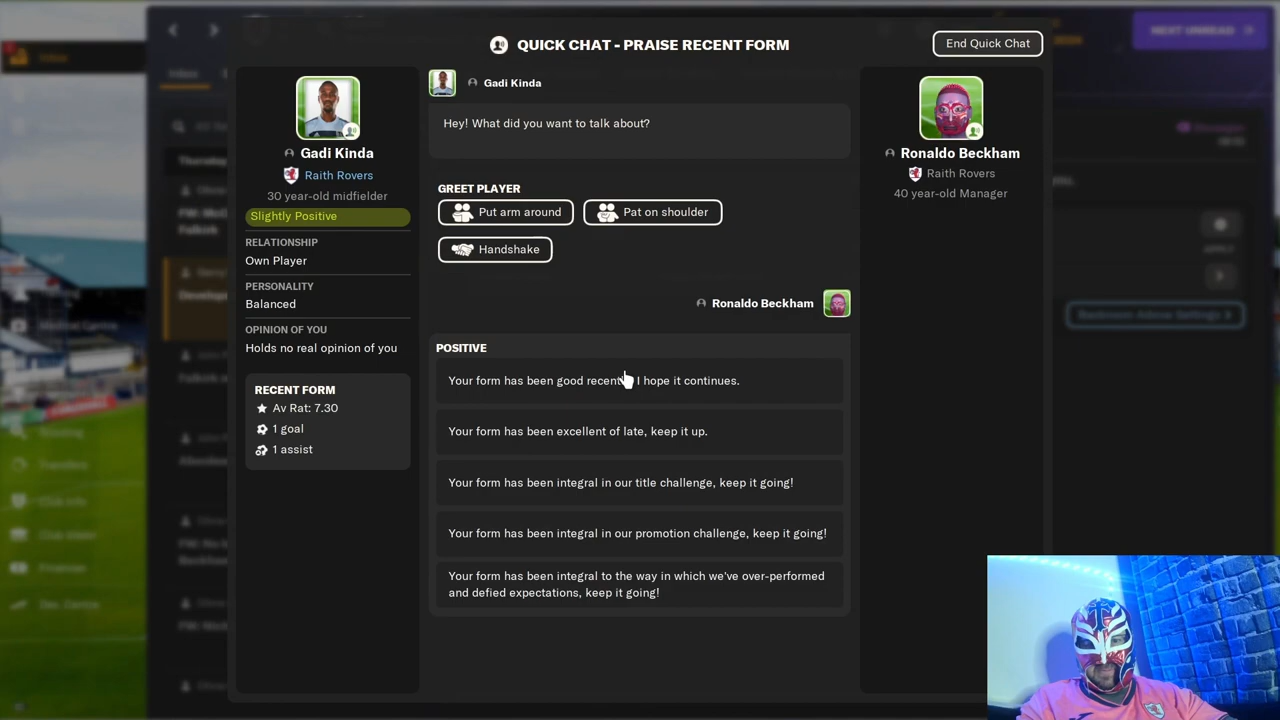 QUICK CHAT - PRAISE RECENT FORM
End Quick Chat
NEXT UNREAD
Gadi Kinda
Raith Rovers
30 year-old midfielder
Slightly Positive
RELATIONSHIP
Own Player
PERSONALITY
Balanced
OPINION OF YOU
Holds no real opinion of you
RECENT FORM
Av Rat: 7.30
1 goal
1 assist
Gadi Kinda
Hey! What did you want to talk about?
GREET PLAYER
Put arm around
Pat on shoulder
Handshake
Ronaldo Beckham
POSITIVE
Your form has been good recent I hope it continues.
Your form has been excellent of late, keep it up.
Your form has been integral in our title challenge, keep it going!
Your form has been integral in our promotion challenge, keep it going!
Your form has been integral to the way in which we've over-performed
and defied expectations, keep it going!
Ronaldo Beckham
Raith Rovers
40 year-old Manager